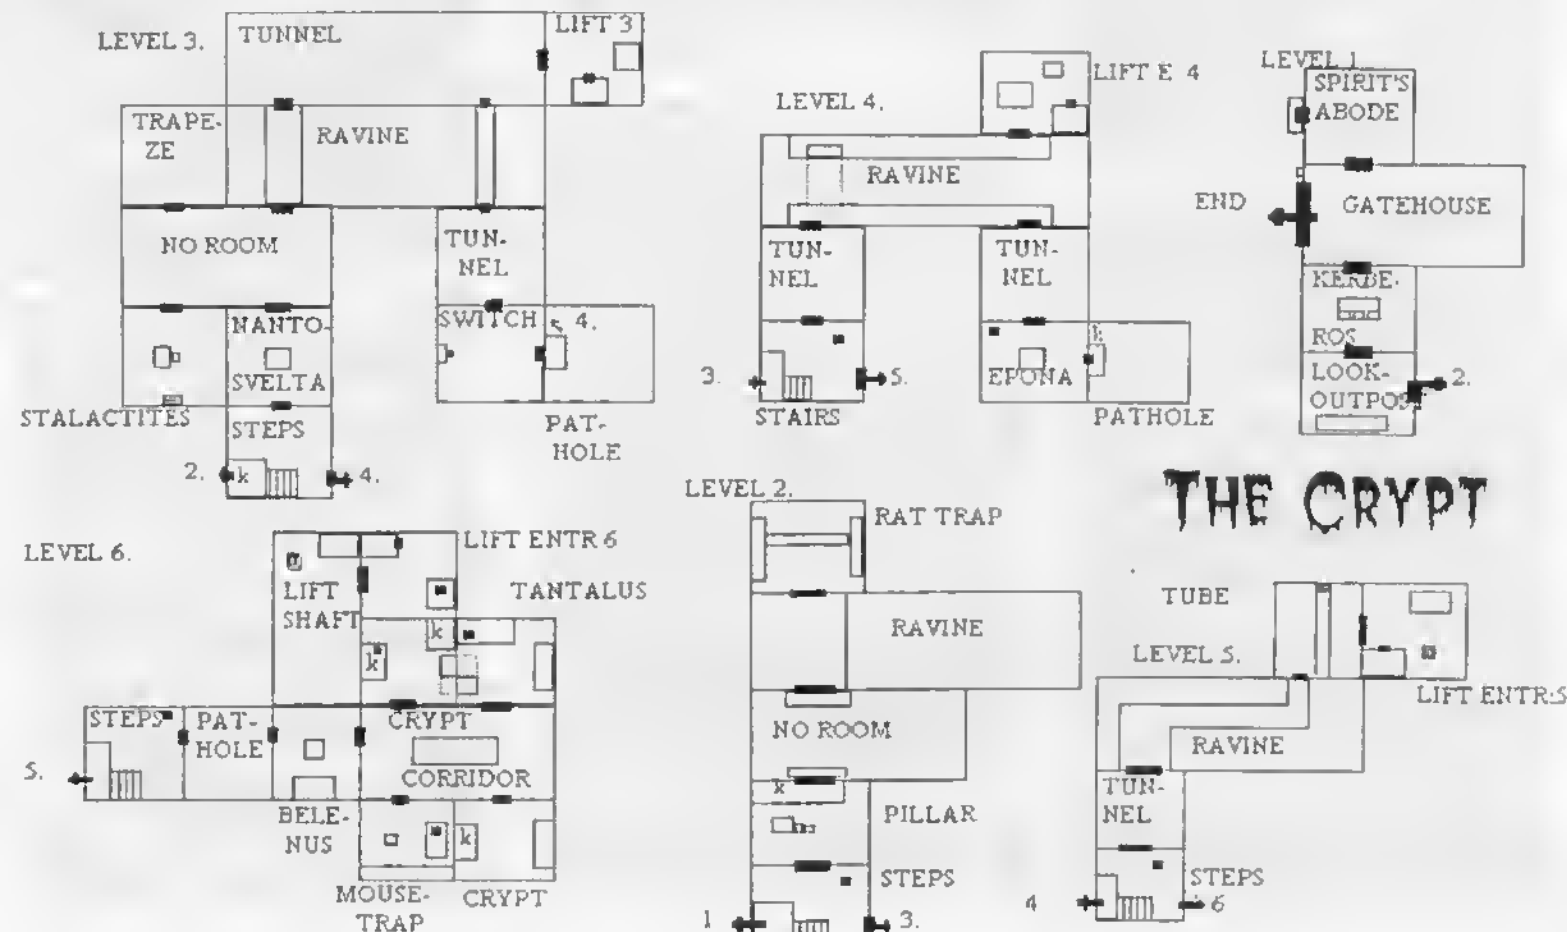 LEVEL 3.
TUNNEL
LIFT 3
TRAPE-
ZE
RAVINE
NO ROOM
TUN-
NEL
NANTO-
SVELTA
SWITCH
4.
STALACTITES
STEPS
PAT-
HOLE
2.
k
4.
LEVEL 4.
LIFT E 4
RAVINE
TUN-
NEL
TUN-
NEL
3.
5.
EPONA
k
STAIRS
PATHOLE
LEVEL 1.
SPIRIT'S
ABODE
END
GATEHOUSE
KERBE-
ROS
LOOK-
OUTPOS
2.
THE CRYPT
LEVEL 6.
LIFT ENTR 6
LIFT
SHAFT
TANTALUS
k
k
STEPS
PAT-
HOLE
CRYPT
5.
CORRIDOR
BELE-
NUS
k
MOUSE-
TRAP
CRYPT
LEVEL 2.
RAT TRAP
RAVINE
NO ROOM
k
PILLAR
STEPS
1
3.
TUBE
LEVEL 5.
LIFT ENTR:5
RAVINE
TUN-
NEL
STEPS
4
6